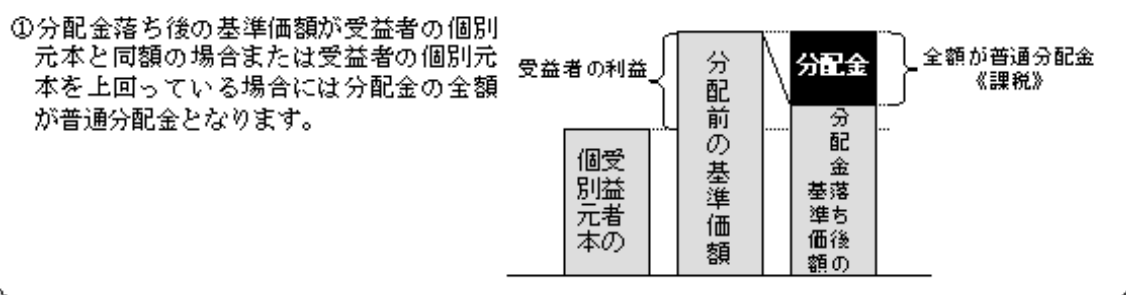 ①分配金落ち後の基準価額が受益者の個別
元本と同額の場合または受益者の個別元
本を上回っている場合には分配金の全額
が普通分配金となります。
受益者の利益
受益者の
個別元本
分配前の基準価額
分配金
分配金落ち後の
基準価額
全額が普通分配金
《課税》